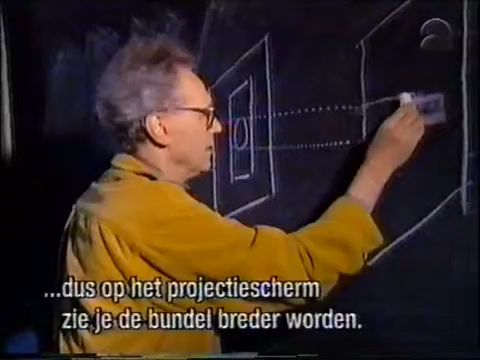 ...dus op het projectiescherm
zie je de bundel breder worden.